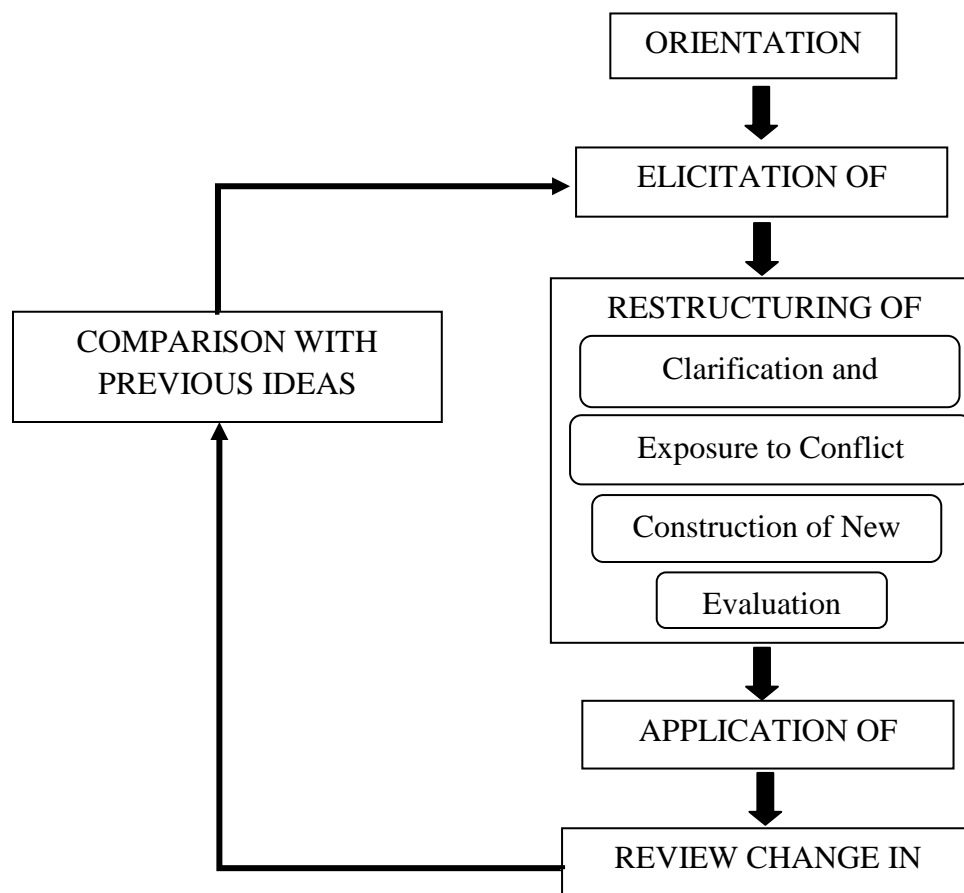 ORIENTATION
ELICITATION OF
RESTRUCTURING OF
Clarification and
Exposure to Conflict
Construction of New
Evaluation
APPLICATION OF
REVIEW CHANGE IN
COMPARISON WITH
PREVIOUS IDEAS